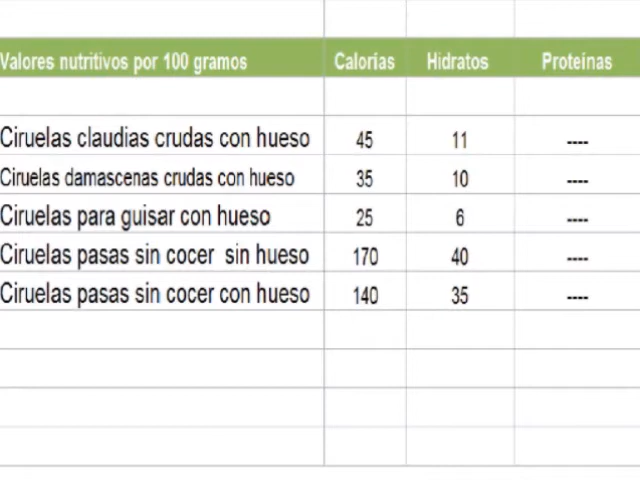 Valores nutritivos por 100 gramos Calorías Hidratos Proteínas
Ciruelas claudias crudas con hueso 45 11 ----
Ciruelas damascenas crudas con hueso 35 10 ----
Ciruelas para guisar con hueso 25 6 ----
Ciruelas pasas sin cocer sin hueso 170 40 ----
Ciruelas pasas sin cocer con hueso 140 35 ----